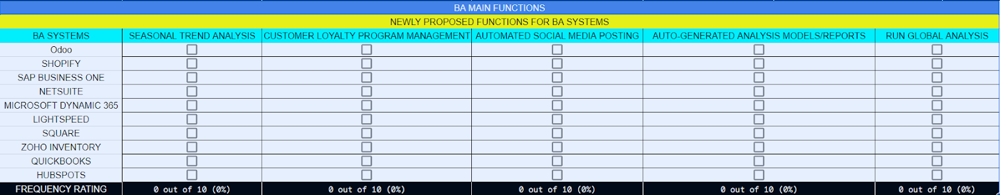 BA MAIN FUNCTIONS
NEWLY PROPOSED FUNCTIONS FOR BA SYSTEMS
BA SYSTEMS SEASONAL TREND ANALYSIS CUSTOMER LOYALTY PROGRAM MANAGEMENT AUTOMATED SOCIAL MEDIA POSTING AUTO-GENERATED ANALYSIS MODELS/REPORTS RUN GLOBAL ANALYSIS
Odoo
SHOPIFY
SAP BUSINESS ONE
NETSUITE
MICROSOFT DYNAMIC 365
LIGHTSPEED
SQUARE
ZOHO INVENTORY
QUICKBOOKS
HUBSPOTS
FREQUENCY RATING 0 out of 10 (0%) 0 out of 10 (0%) 0 out of 10 (0%) 0 out of 10 (0%) 0 out of 10 (0%)